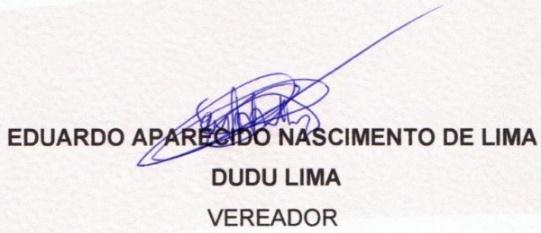 EDUARDO APARECIDO NASCIMENTO DE LIMA
DUDU LIMA
VEREADOR